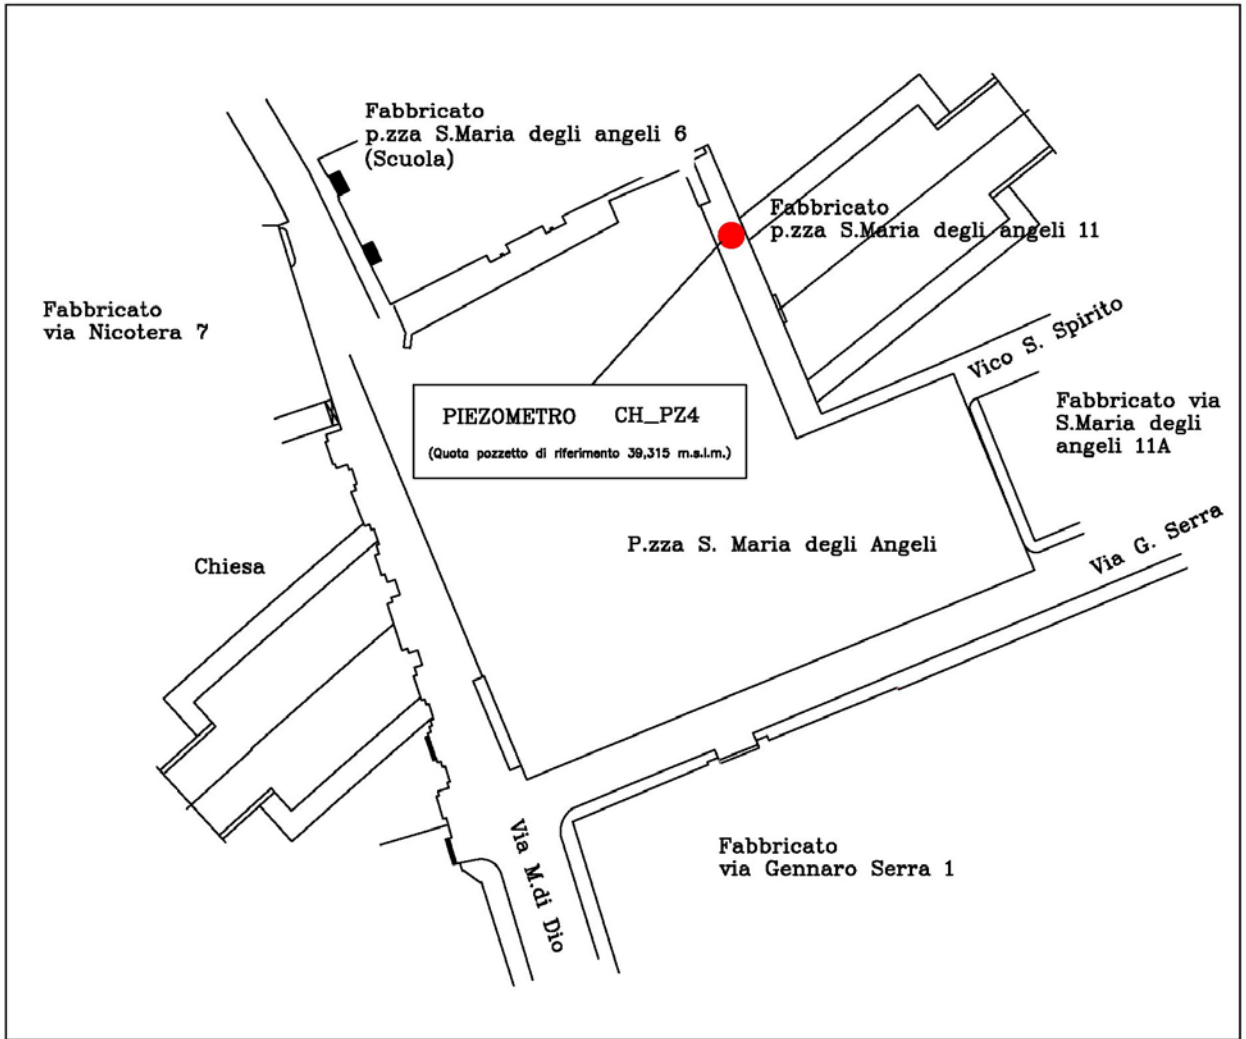 Fabbricato
p.zza S.Maria degli angeli 6
(Scuola)
Fabbricato
p.zza S.Maria degli angeli 11
Fabbricato
via Nicotera 7
Vico S. Spirito
PIEZOMETRO CH_PZ4
(Quota pozzetto di riferimento 39,315 m.s.l.m.)
Fabbricato via
S.Maria degli
angeli 11A
P.zza S. Maria degli Angeli
Via G. Serra
Chiesa
Via M.di Dio
Fabbricato
via Gennaro Serra 1